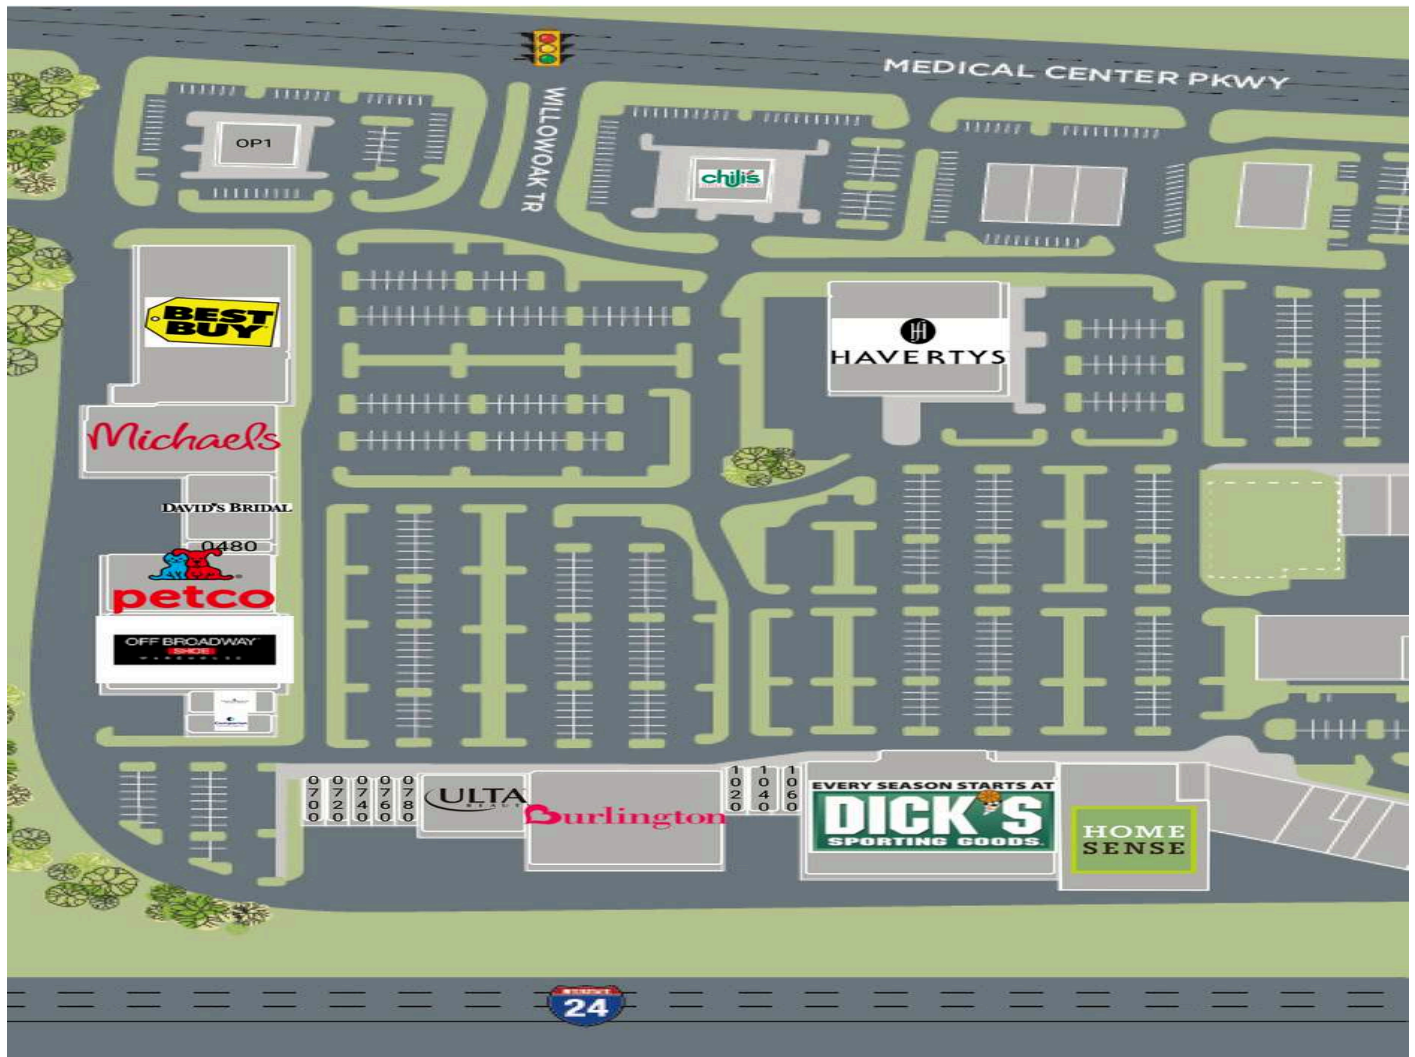 MEDICAL CENTER PKWY
WILLOWOAK TR
OP1
chili's
BEST
BUY
HAVERTYS
Michaels
DAVID'S BRIDAL
0480
petco
OFF BROADWAY
SHOE
WAREHOUSE
0700
0720
0740
0760
0780
ULTA
BEAUTY
Burlington
1020
1040
1060
EVERY SEASON STARTS AT
DICK'S
SPORTING GOODS
HOME
SENSE
24